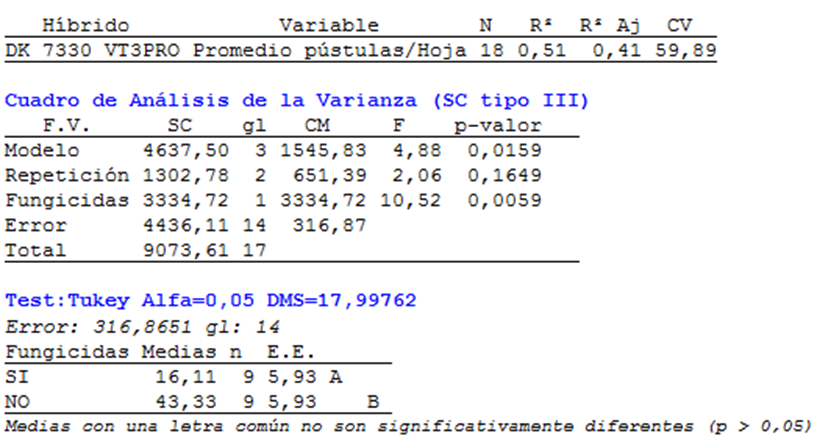 Híbrido Variable N R² R² Aj CV
DK 7330 VT3PRO Promedio pústulas/Hoja 18 0,51 0,41 59,89
Cuadro de Análisis de la Varianza (SC tipo III)
F.V. SC gl CM F p-valor
Modelo 4637,50 3 1545,83 4,88 0,0159
Repetición 1302,78 2 651,39 2,06 0,1649
Fungicidas 3334,72 1 3334,72 10,52 0,0059
Error 4436,11 14 316,87
Total 9073,61 17
Test:Tukey Alfa=0,05 DMS=17,99762
Error: 316,8651 gl: 14
Fungicidas Medias n E.E.
SI 16,11 9 5,93 A
NO 43,33 9 5,93 B
Medias con una letra común no son significativamente diferentes (p > 0,05)